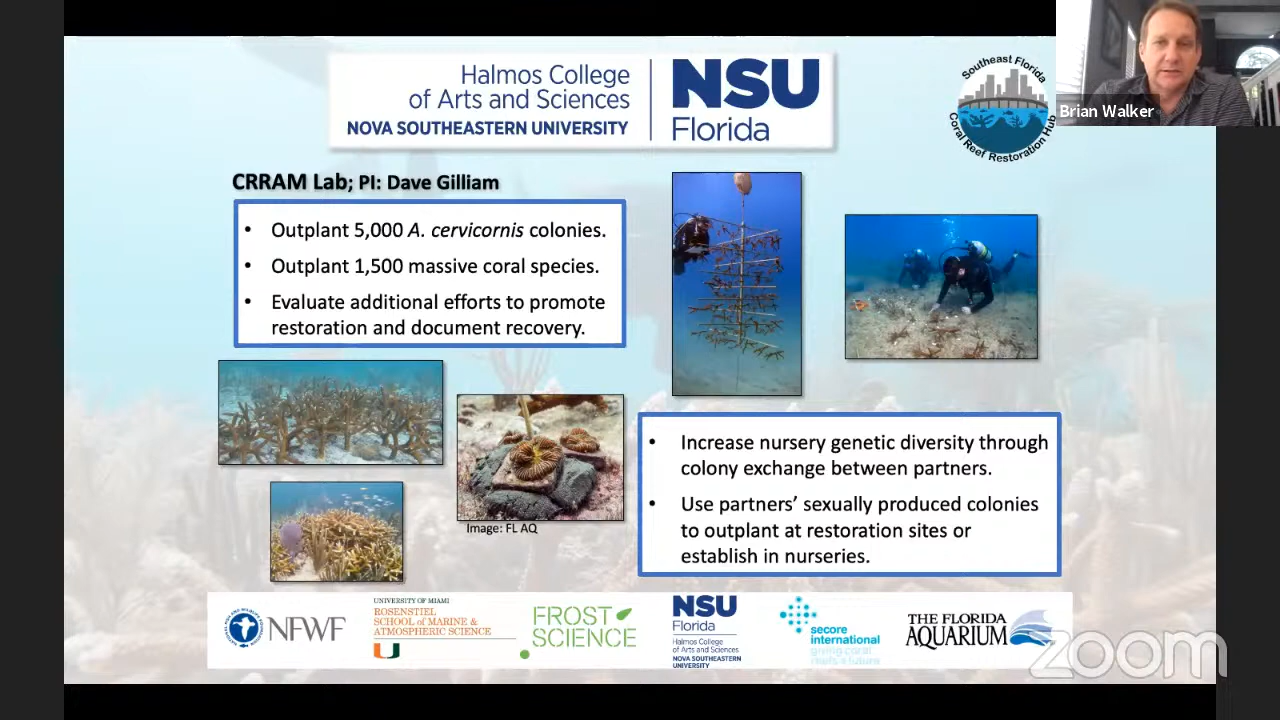 Halmos College
of Arts and Sciences
NOVA SOUTHEASTERN UNIVERSITY
NSU
Florida
Southeast Florida
Coral Reef Restoration Hub
Brian Walker
CRRAM Lab; PI: Dave Gilliam
• Outplant 5,000 A. cervicornis colonies.
• Outplant 1,500 massive coral species.
• Evaluate additional efforts to promote
restoration and document recovery.
Image: FL AQ
• Increase nursery genetic diversity through
colony exchange between partners.
• Use partners' sexually produced colonies
to outplant at restoration sites or
establish in nurseries.
NFWF
UNIVERSITY OF MIAMI
ROSENSTIEL
SCHOOL of MARINE &
ATMOSPHERIC SCIENCE
FROST
SCIENCE
NSU
Florida
Halmos College
of Arts and Sciences
NOVA SOUTHEASTERN
UNIVERSITY
secore
international
giving coral
reefs a future
THE FLORIDA
AQUARIUM
zoom